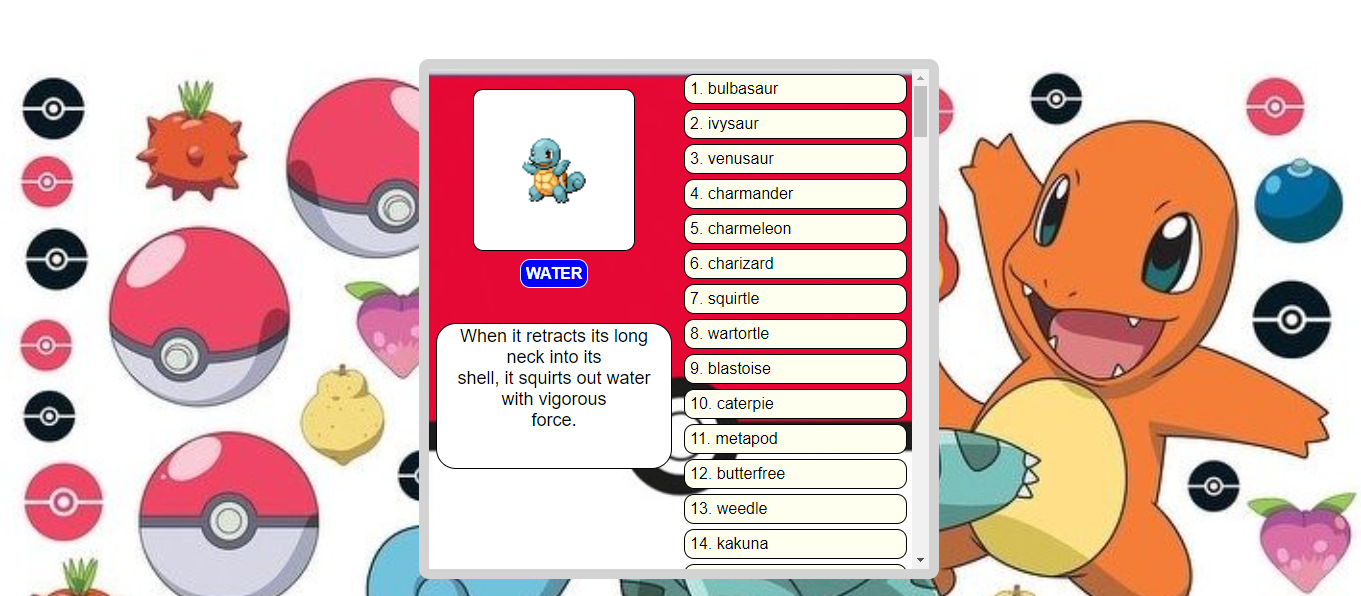 WATER
When it retracts its long
neck into its
shell, it squirts out water
with vigorous
force.
1. bulbasaur
2. ivysaur
3. venusaur
4. charmander
5. charmeleon
6. charizard
7. squirtle
8. wartortle
9. blastoise
10. caterpie
11. metapod
12. butterfree
13. weedle
14. kakuna